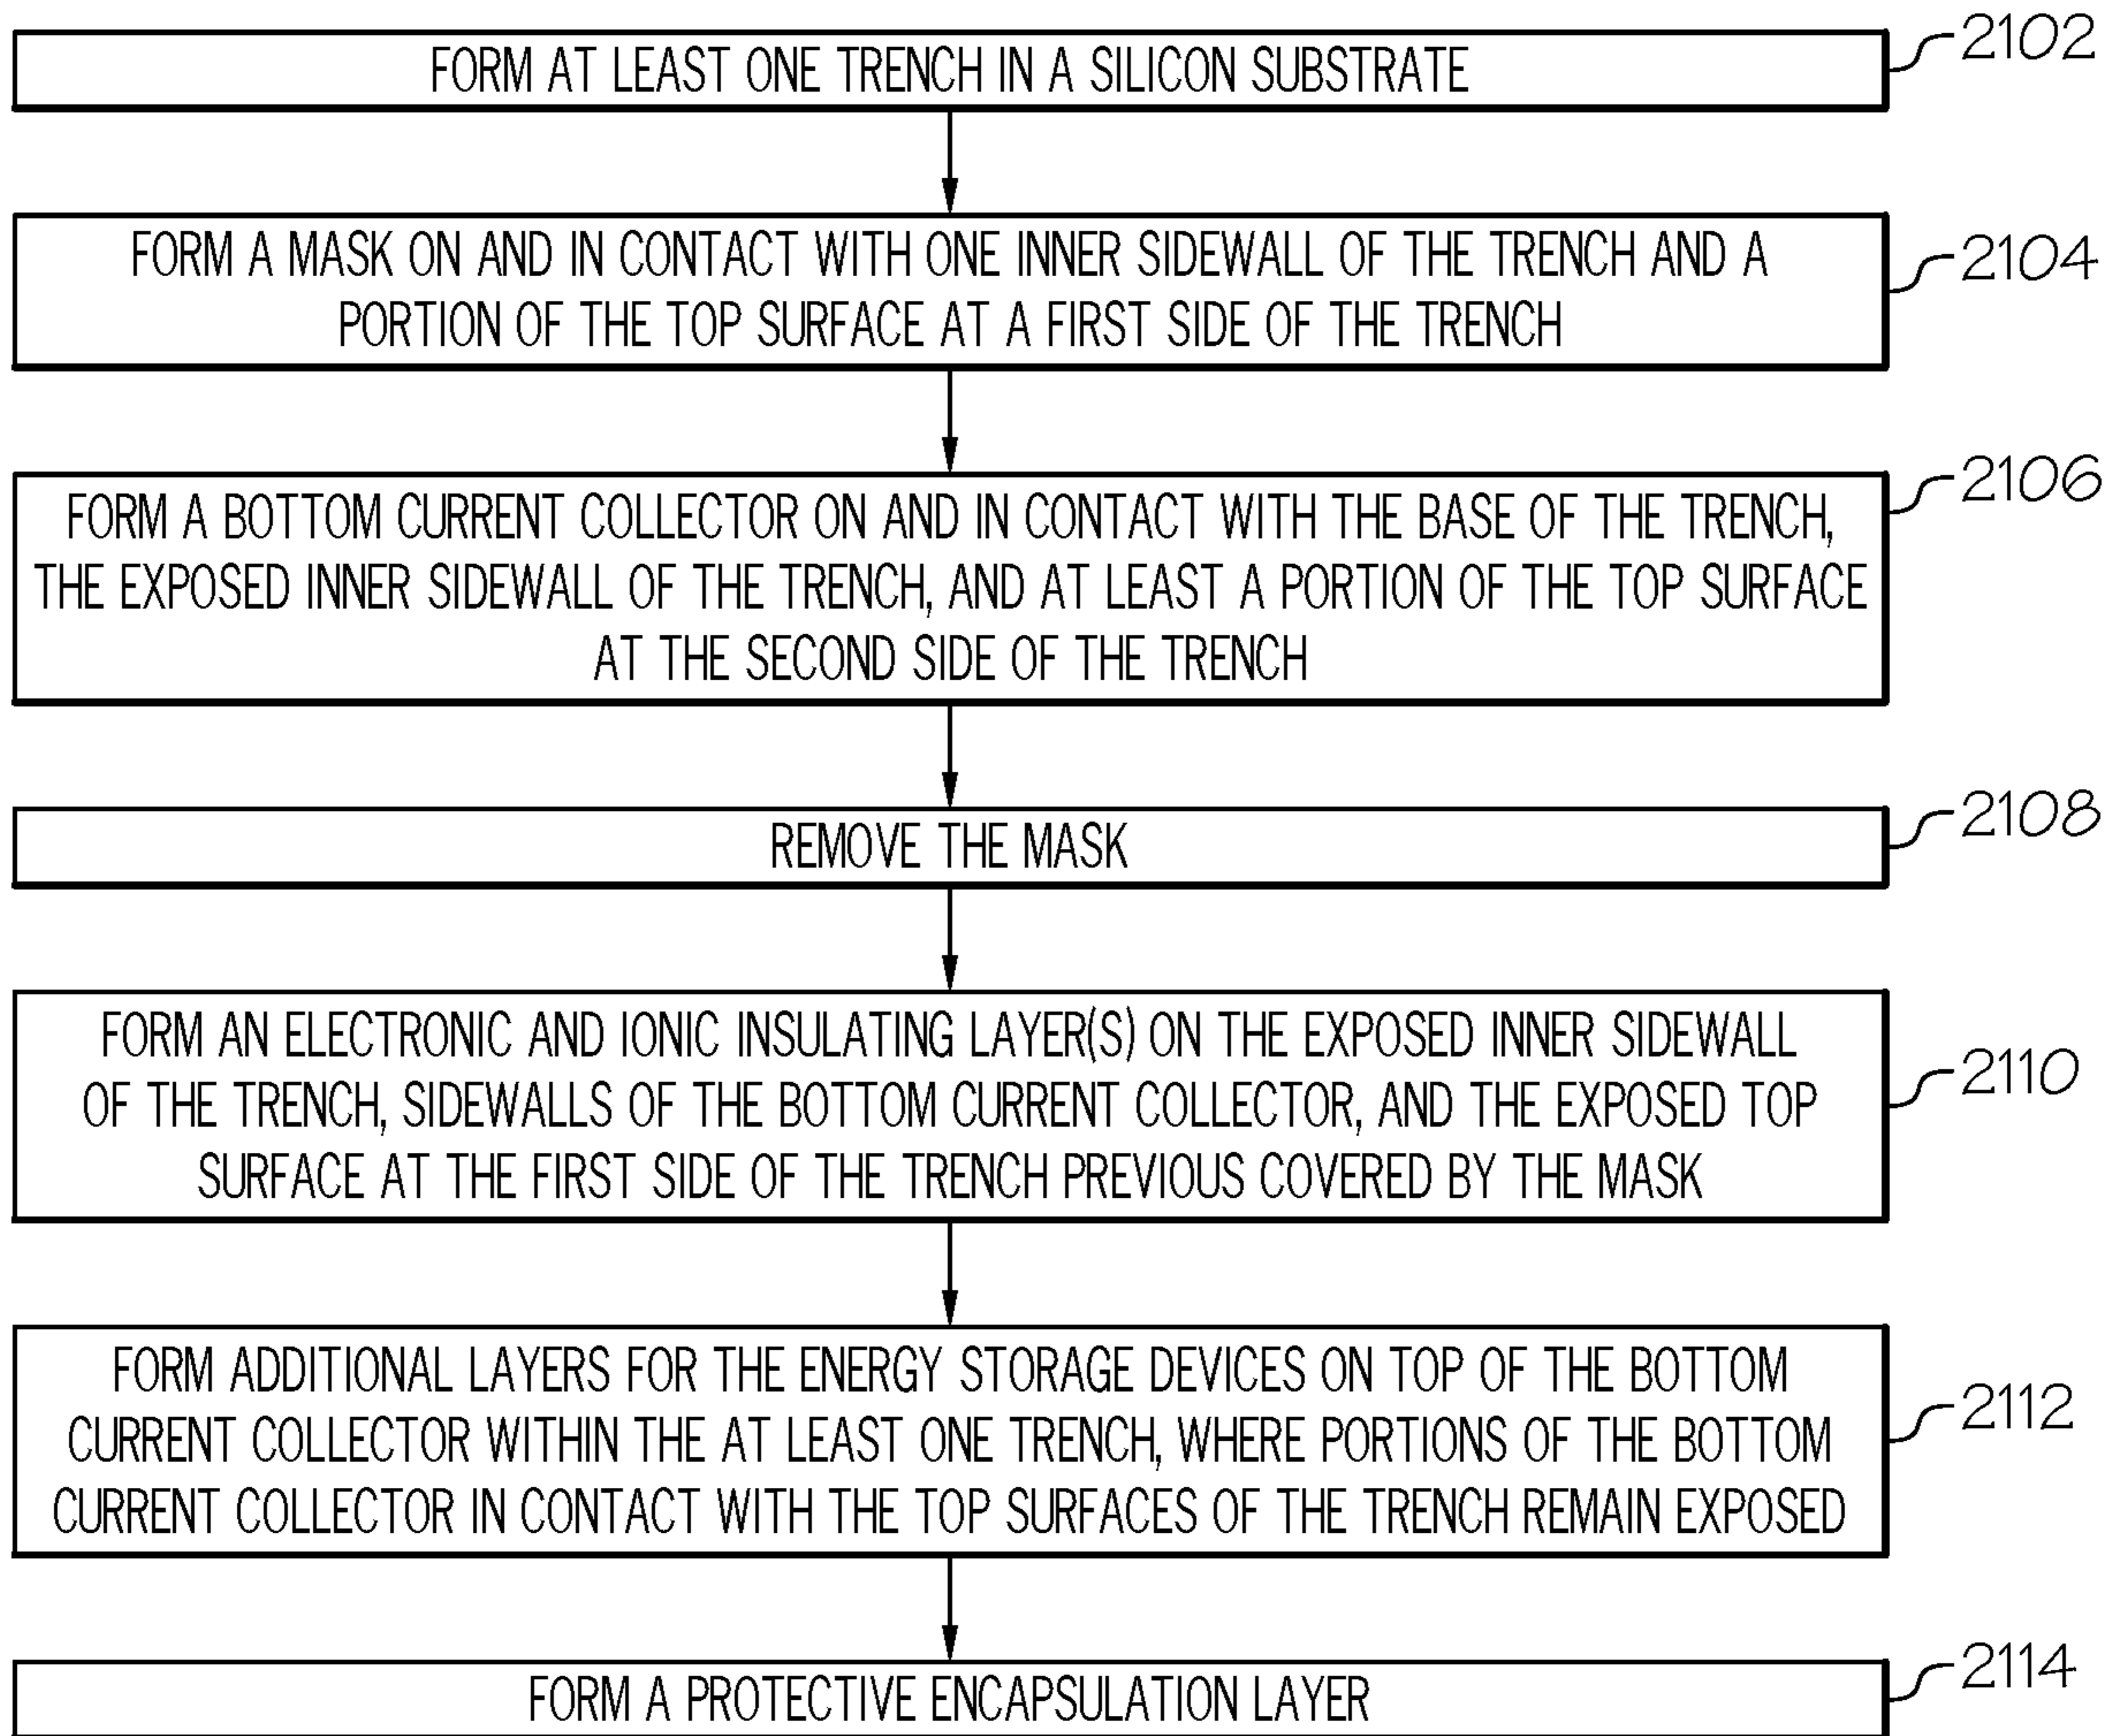 2102
FORM AT LEAST ONE TRENCH IN A SILICON SUBSTRATE
2104
FORM A MASK ON AND IN CONTACT WITH ONE INNER SIDEWALL OF THE TRENCH AND A
PORTION OF THE TOP SURFACE AT A FIRST SIDE OF THE TRENCH
2106
FORM A BOTTOM CURRENT COLLECTOR ON AND IN CONTACT WITH THE BASE OF THE TRENCH,
THE EXPOSED INNER SIDEWALL OF THE TRENCH, AND AT LEAST A PORTION OF THE TOP SURFACE
AT THE SECOND SIDE OF THE TRENCH
2108
REMOVE THE MASK
2110
FORM AN ELECTRONIC AND IONIC INSULATING LAYER(S) ON THE EXPOSED INNER SIDEWALL
OF THE TRENCH, SIDEWALLS OF THE BOTTOM CURRENT COLLECTOR, AND THE EXPOSED TOP
SURFACE AT THE FIRST SIDE OF THE TRENCH PREVIOUS COVERED BY THE MASK
2112
FORM ADDITIONAL LAYERS FOR THE ENERGY STORAGE DEVICES ON TOP OF THE BOTTOM
CURRENT COLLECTOR WITHIN THE AT LEAST ONE TRENCH, WHERE PORTIONS OF THE BOTTOM
CURRENT COLLECTOR IN CONTACT WITH THE TOP SURFACES OF THE TRENCH REMAIN EXPOSED
2114
FORM A PROTECTIVE ENCAPSULATION LAYER